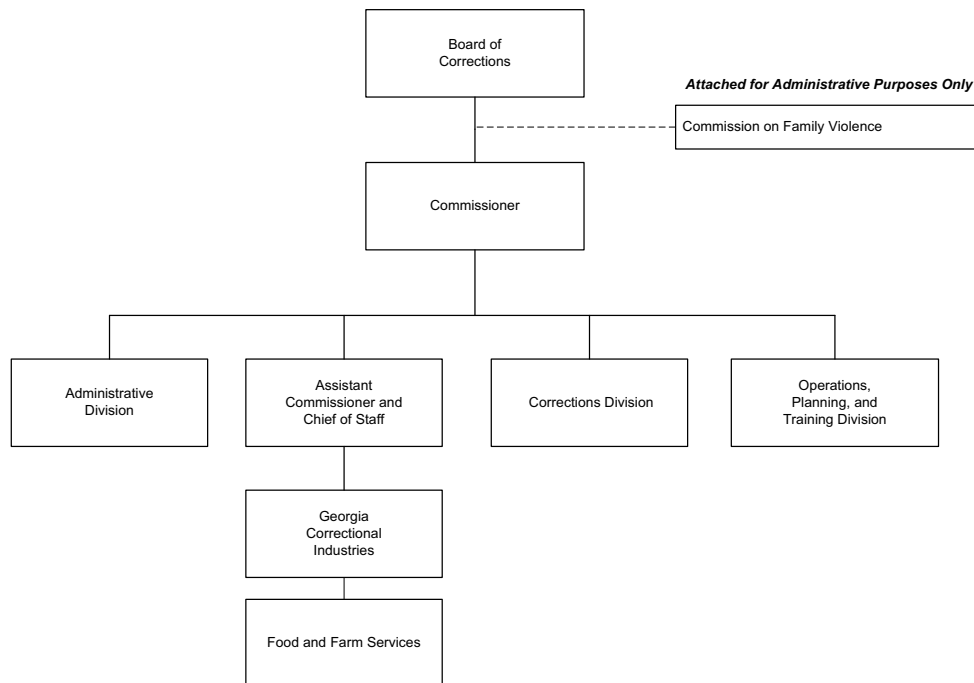 Board of
Corrections
Attached for Administrative Purposes Only
Commission on Family Violence
Commissioner
Administrative
Division
Assistant
Commissioner and
Chief of Staff
Corrections Division
Operations,
Planning, and
Training Division
Georgia
Correctional
Industries
Food and Farm Services